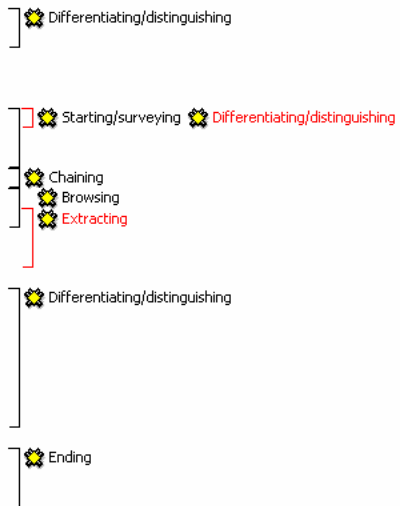 Differentiating/distinguishing
Starting/surveying Differentiating/distinguishing
Chaining
Browsing
Extracting
Differentiating/distinguishing
Ending